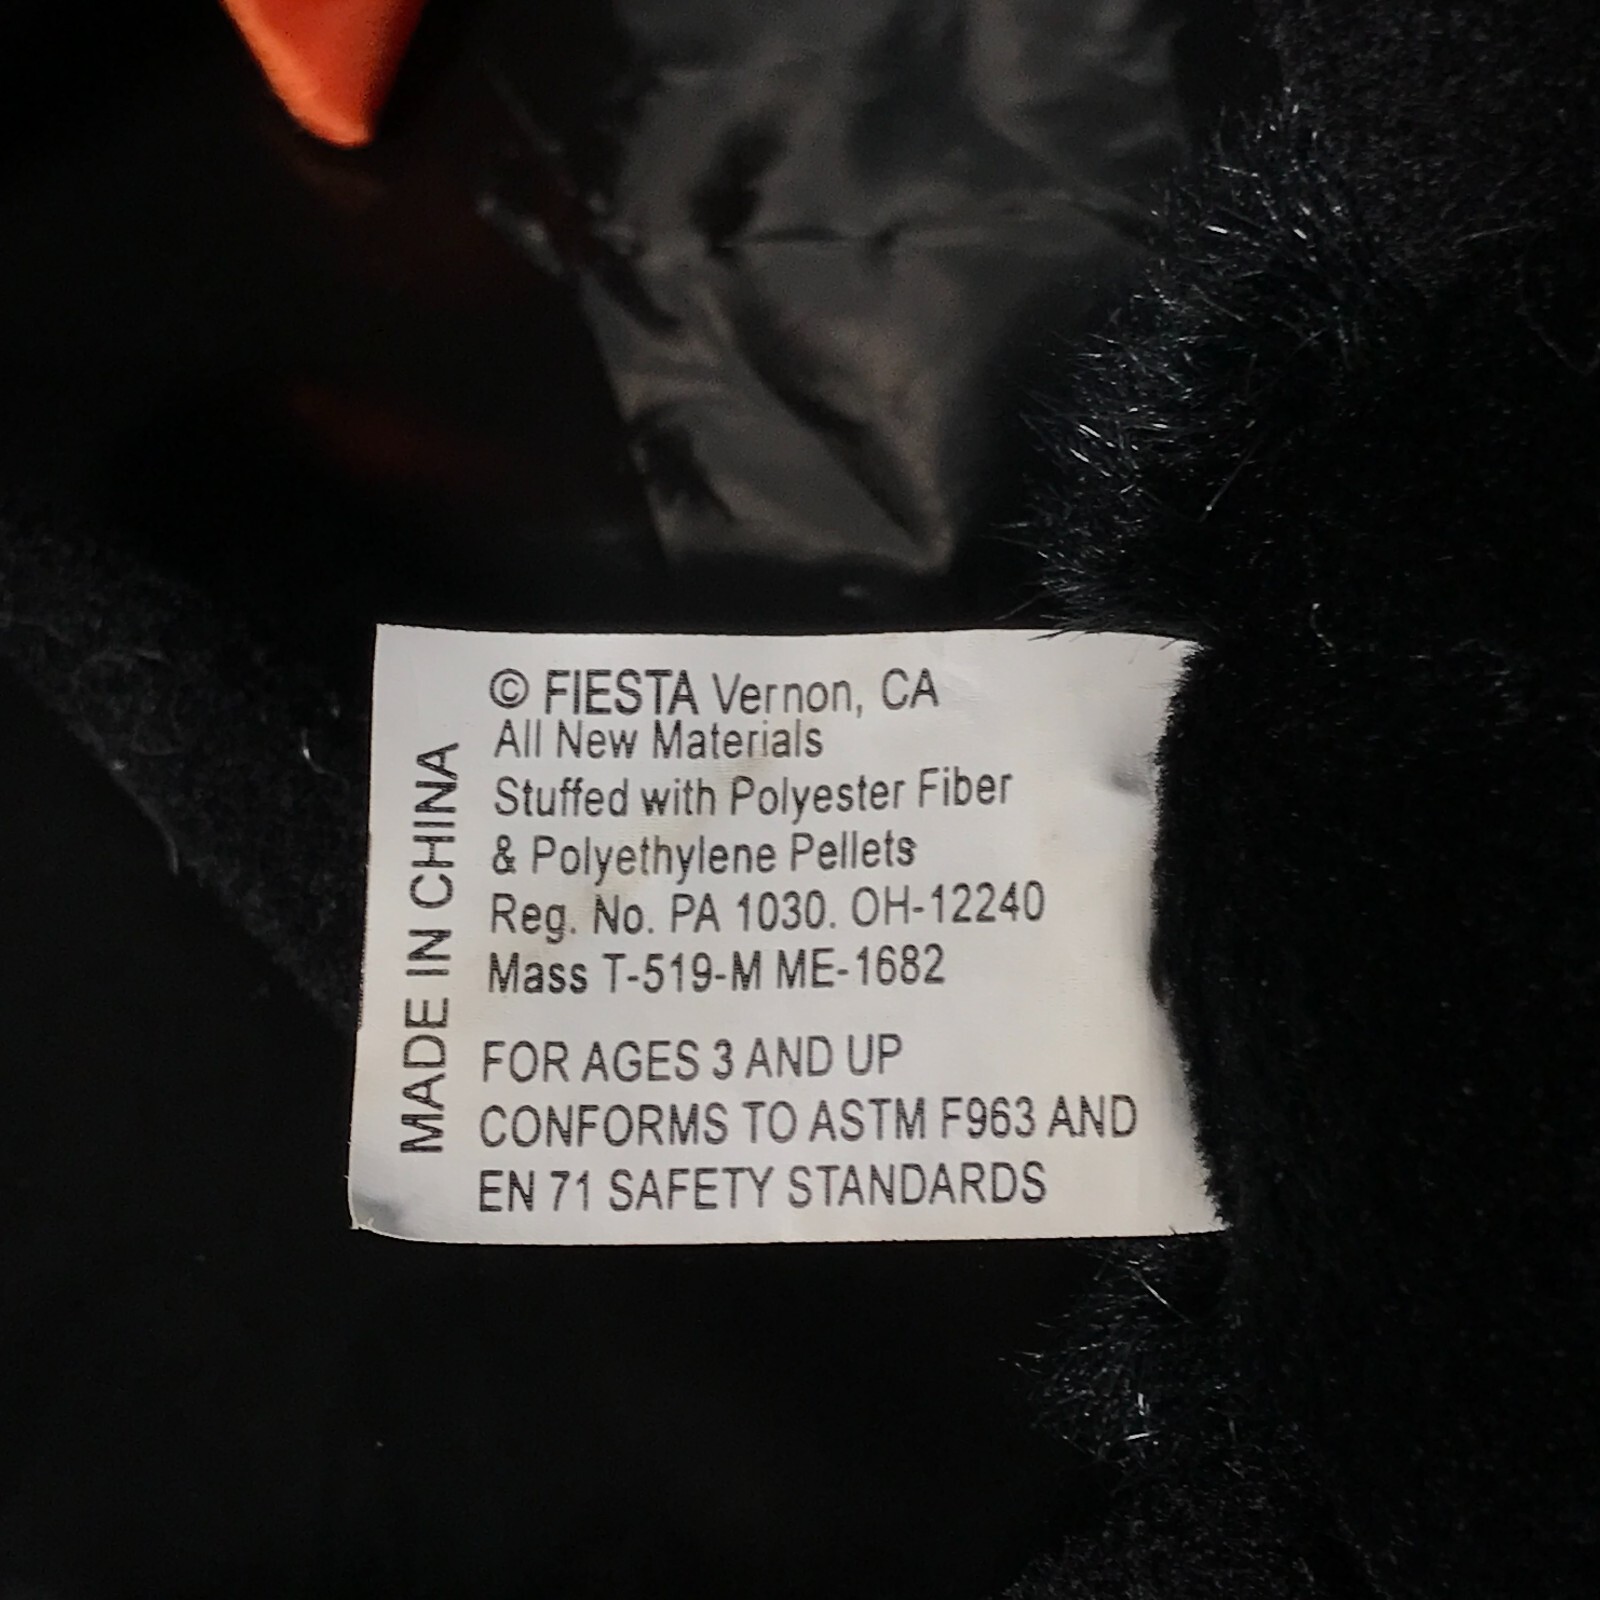 © FIESTA Vernon, CA
All New Materials
Stuffed with Polyester Fiber
& Polyethylene Pellets
Reg. No. PA 1030. OH-12240
Mass T-519-M ME-1682
FOR AGES 3 AND UP
CONFORMS TO ASTM F963 AND
EN 71 SAFETY STANDARDS
MADE IN CHINA